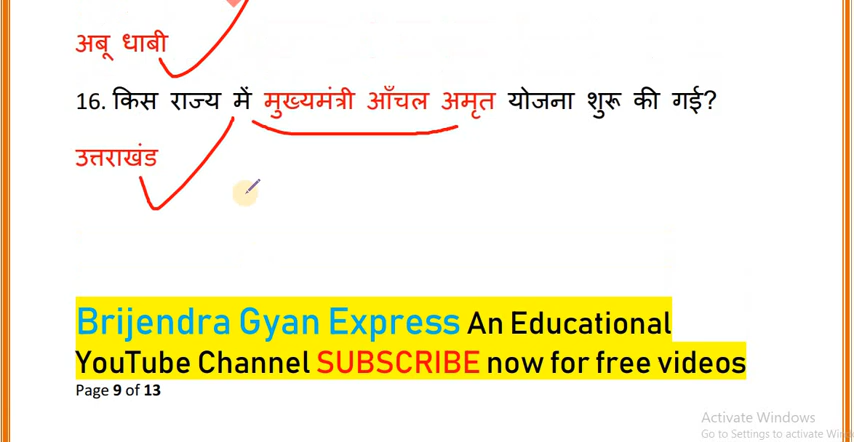 अबू धाबी
16. किस राज्य में मुख्यमंत्री आँचल अमृत योजना शुरू की गई?
उत्तराखंड
Brijendra Gyan Express An Educational
YouTube Channel SUBSCRIBE now for free videos
Page 9 of 13
Activate Windows
Go to Settings to activate